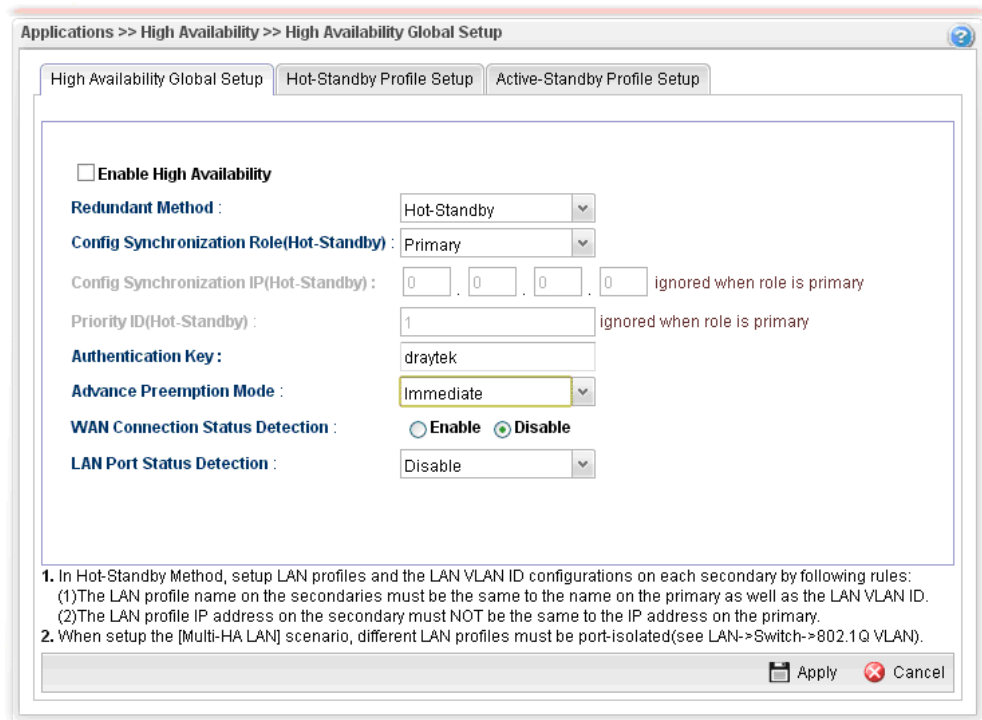 Applications >> High Availability >> High Availability Global Setup
High Availability Global Setup Hot-Standby Profile Setup Active-Standby Profile Setup
Enable High Availability
Redundant Method : Hot-Standby
Config Synchronization Role(Hot-Standby) : Primary
Config Synchronization IP(Hot-Standby) : 0 . 0 . 0 . 0 ignored when role is primary
Priority ID(Hot-Standby) : 1 ignored when role is primary
Authentication Key : draytek
Advance Preemption Mode : Immediate
WAN Connection Status Detection : Enable Disable
LAN Port Status Detection : Disable
1. In Hot-Standby Method, setup LAN profiles and the LAN VLAN ID configurations on each secondary by following rules:
(1)The LAN profile name on the secondaries must be the same to the name on the primary as well as the LAN VLAN ID.
(2)The LAN profile IP address on the secondary must NOT be the same to the IP address on the primary.
2. When setup the [Multi-HA LAN] scenario, different LAN profiles must be port-isolated(see LAN->Switch->802.1Q VLAN).
Apply Cancel